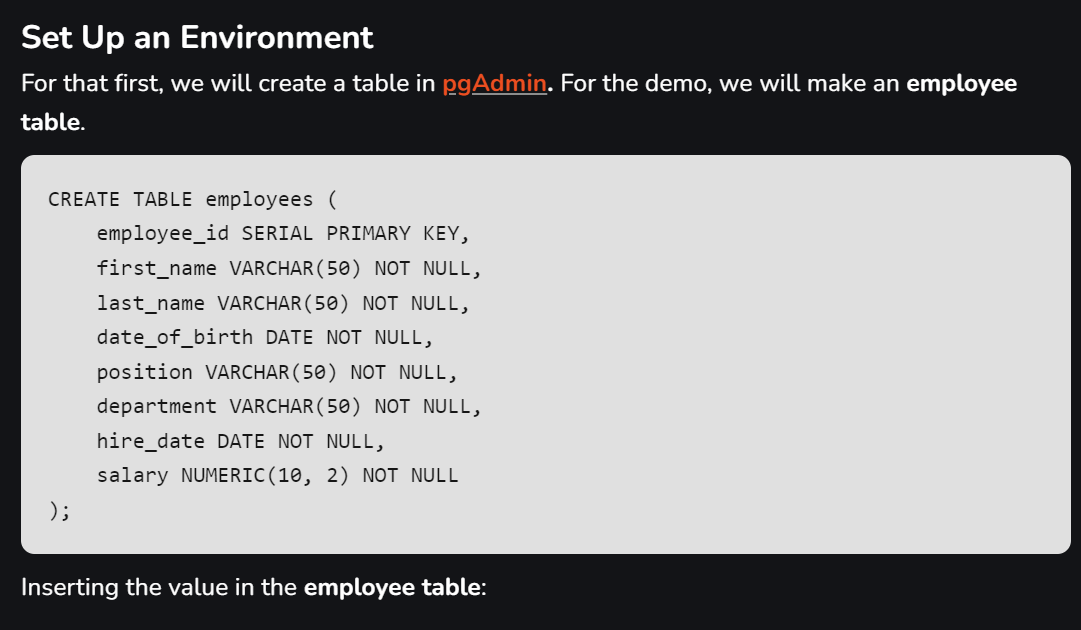 Set Up an Environment
For that first, we will create a table in pgAdmin. For the demo, we will make an employee
table.
CREATE TABLE employees (
    employee_id SERIAL PRIMARY KEY,
    first_name VARCHAR(50) NOT NULL,
    last_name VARCHAR(50) NOT NULL,
    date_of_birth DATE NOT NULL,
    position VARCHAR(50) NOT NULL,
    department VARCHAR(50) NOT NULL,
    hire_date DATE NOT NULL,
    salary NUMERIC(10, 2) NOT NULL
);
Inserting the value in the employee table: